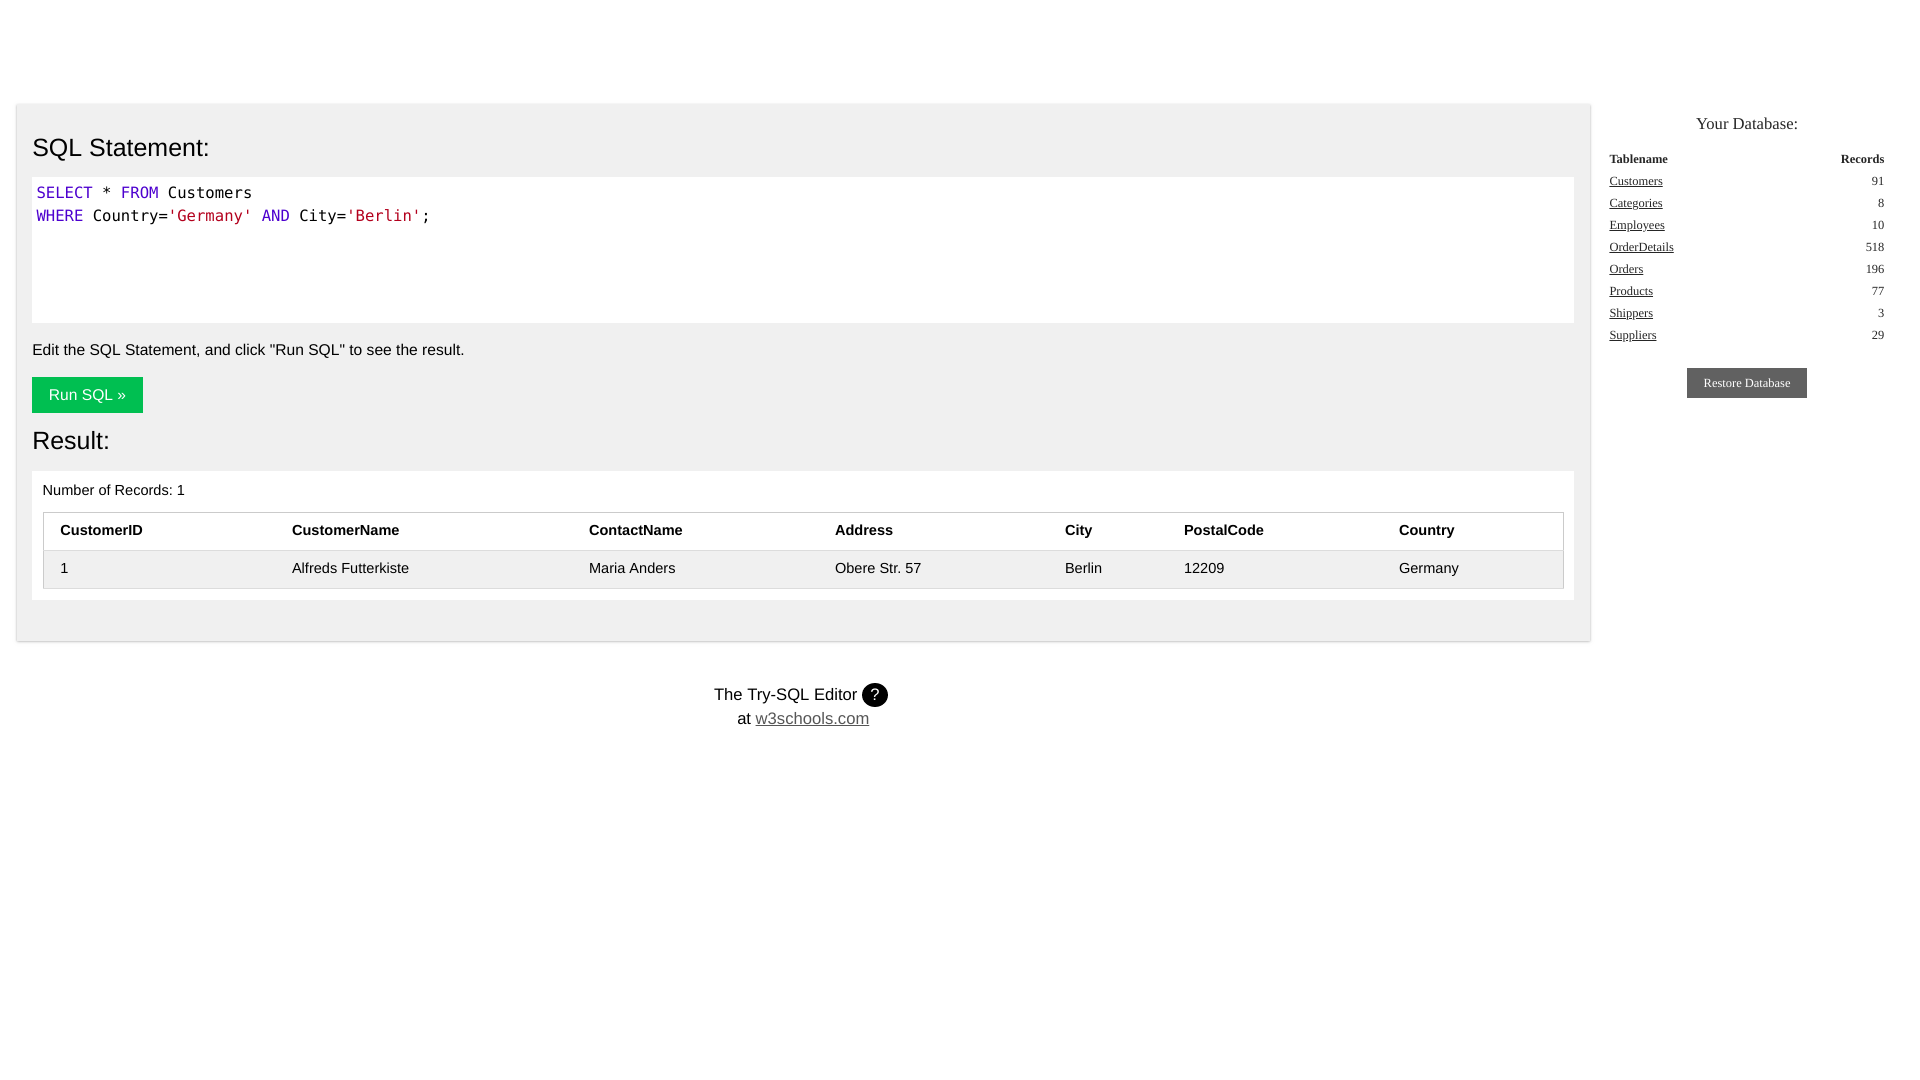 SQL Statement:
SELECT * FROM Customers
WHERE Country='Germany' AND City='Berlin';
Edit the SQL Statement, and click "Run SQL" to see the result.
Run SQL »
Result:
Number of Records: 1
CustomerID CustomerName ContactName Address City PostalCode Country
1 Alfreds Futterkiste Maria Anders Obere Str. 57 Berlin 12209 Germany
The Try-SQL Editor ?
at w3schools.com
Your Database:
Tablename Records
Customers 91
Categories 8
Employees 10
OrderDetails 518
Orders 196
Products 77
Shippers 3
Suppliers 29
Restore Database